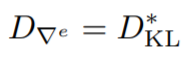 $D_{\nabla^e} = D^*_{\mathrm{KL}}$